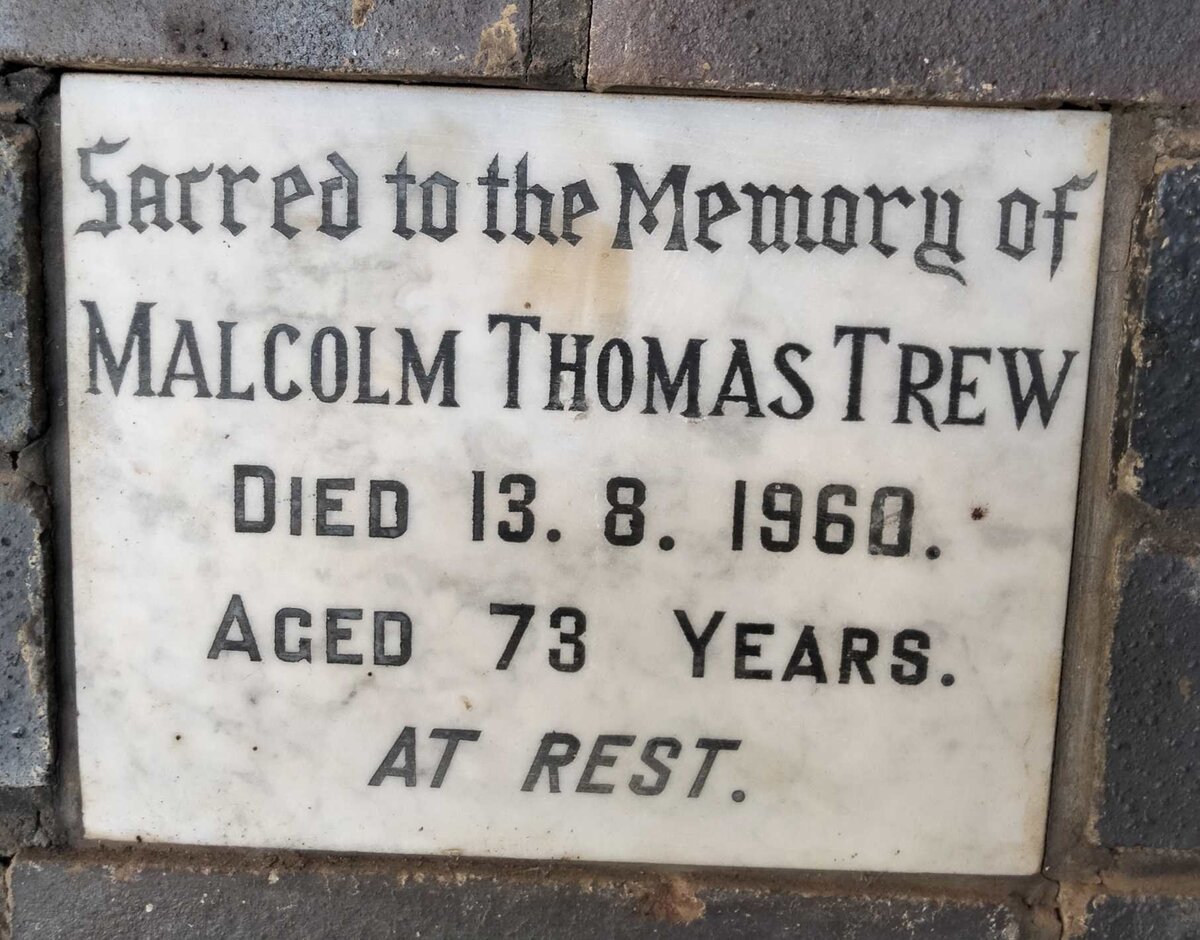 Sacred to the Memory of
MALCOLM THOMAS TREW
DIED 13. 8. 1960.
AGED 73 YEARS.
AT REST.